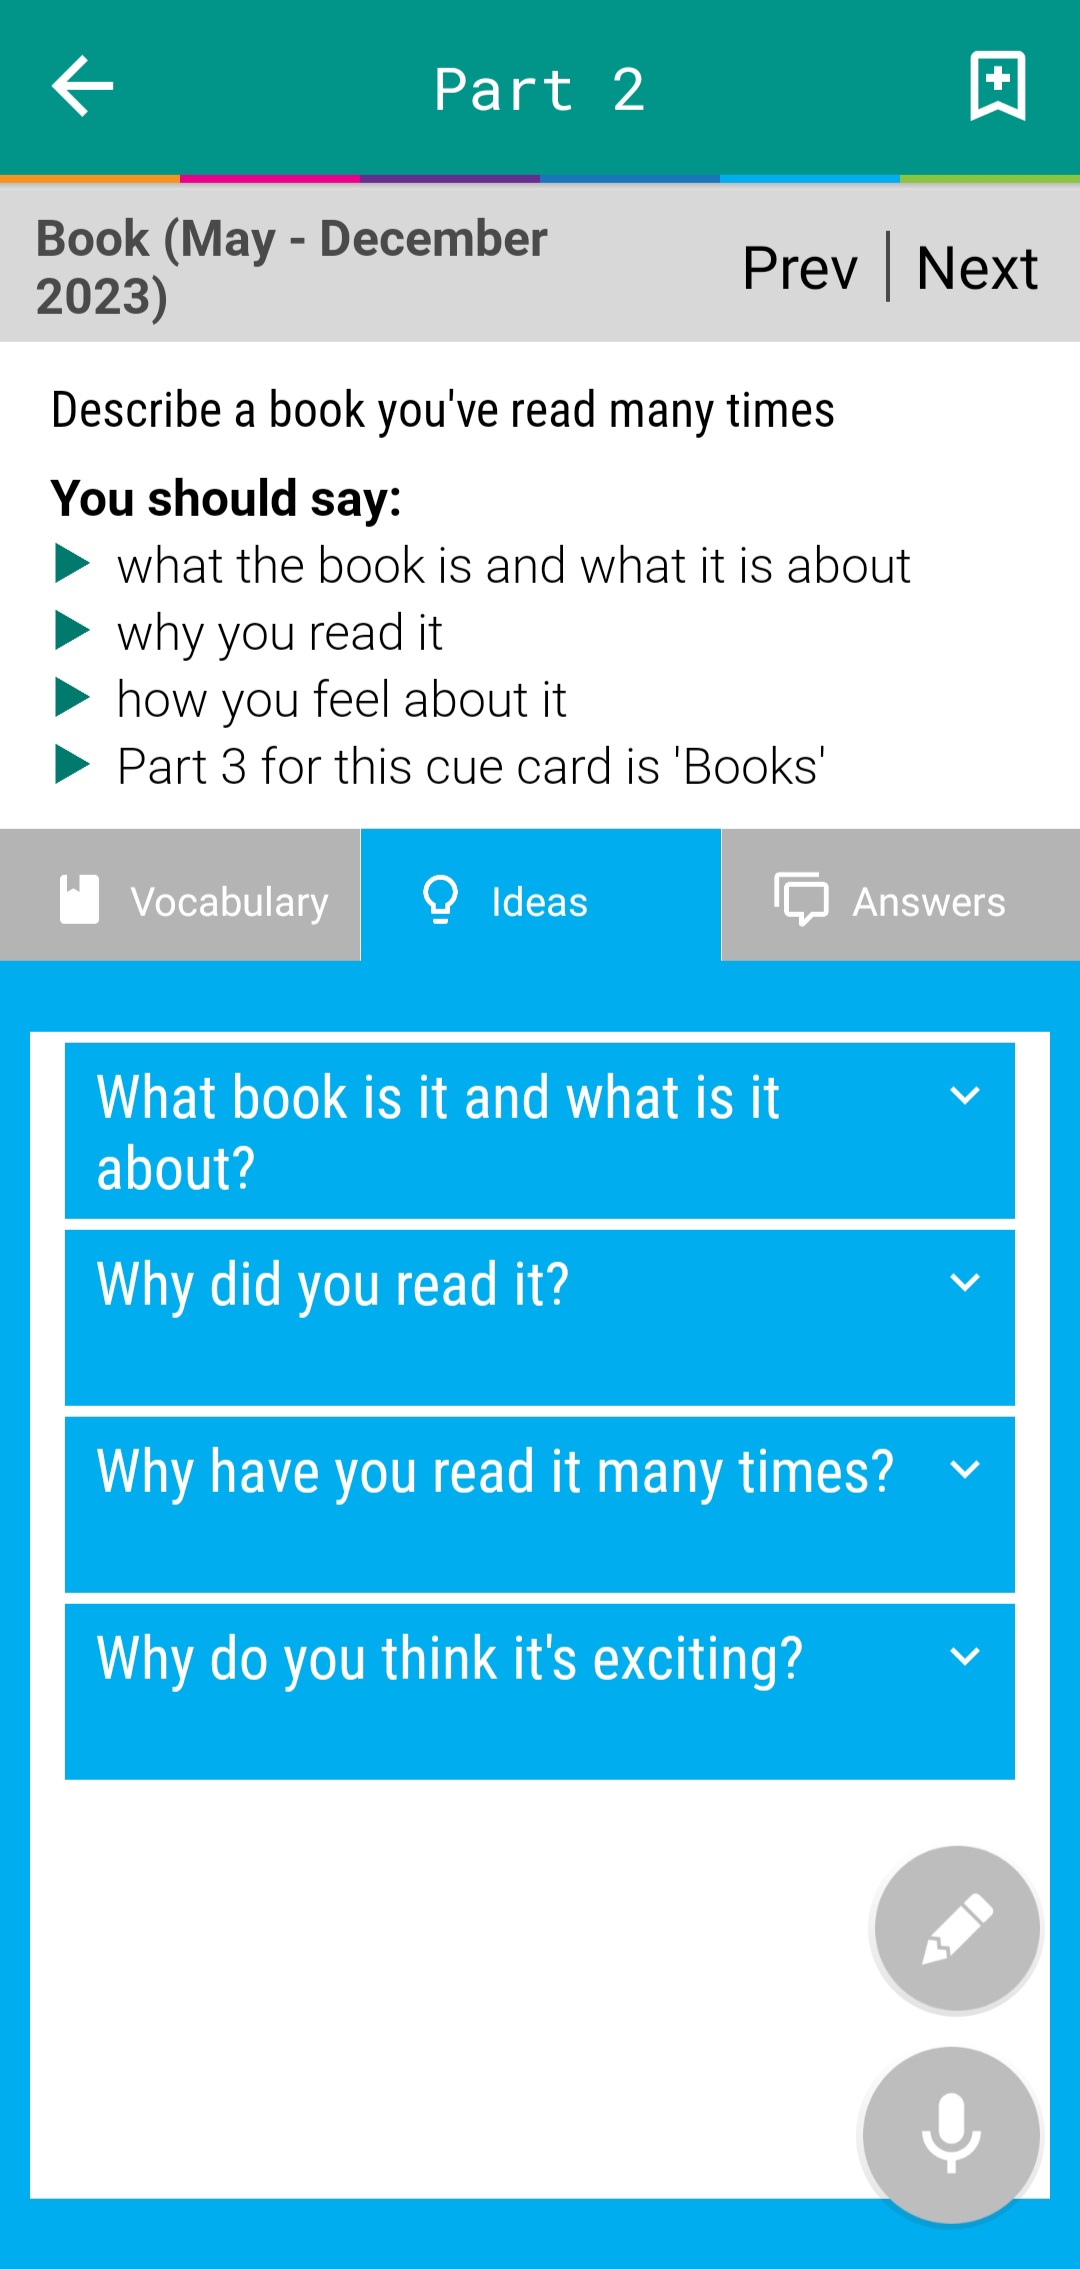 Part 2
Book (May - December
2023)
Prev | Next
Describe a book you've read many times
You should say:
what the book is and what it is about
why you read it
how you feel about it
Part 3 for this cue card is 'Books'
Vocabulary
Ideas
Answers
What book is it and what is it
about?
Why did you read it?
Why have you read it many times?
Why do you think it's exciting?